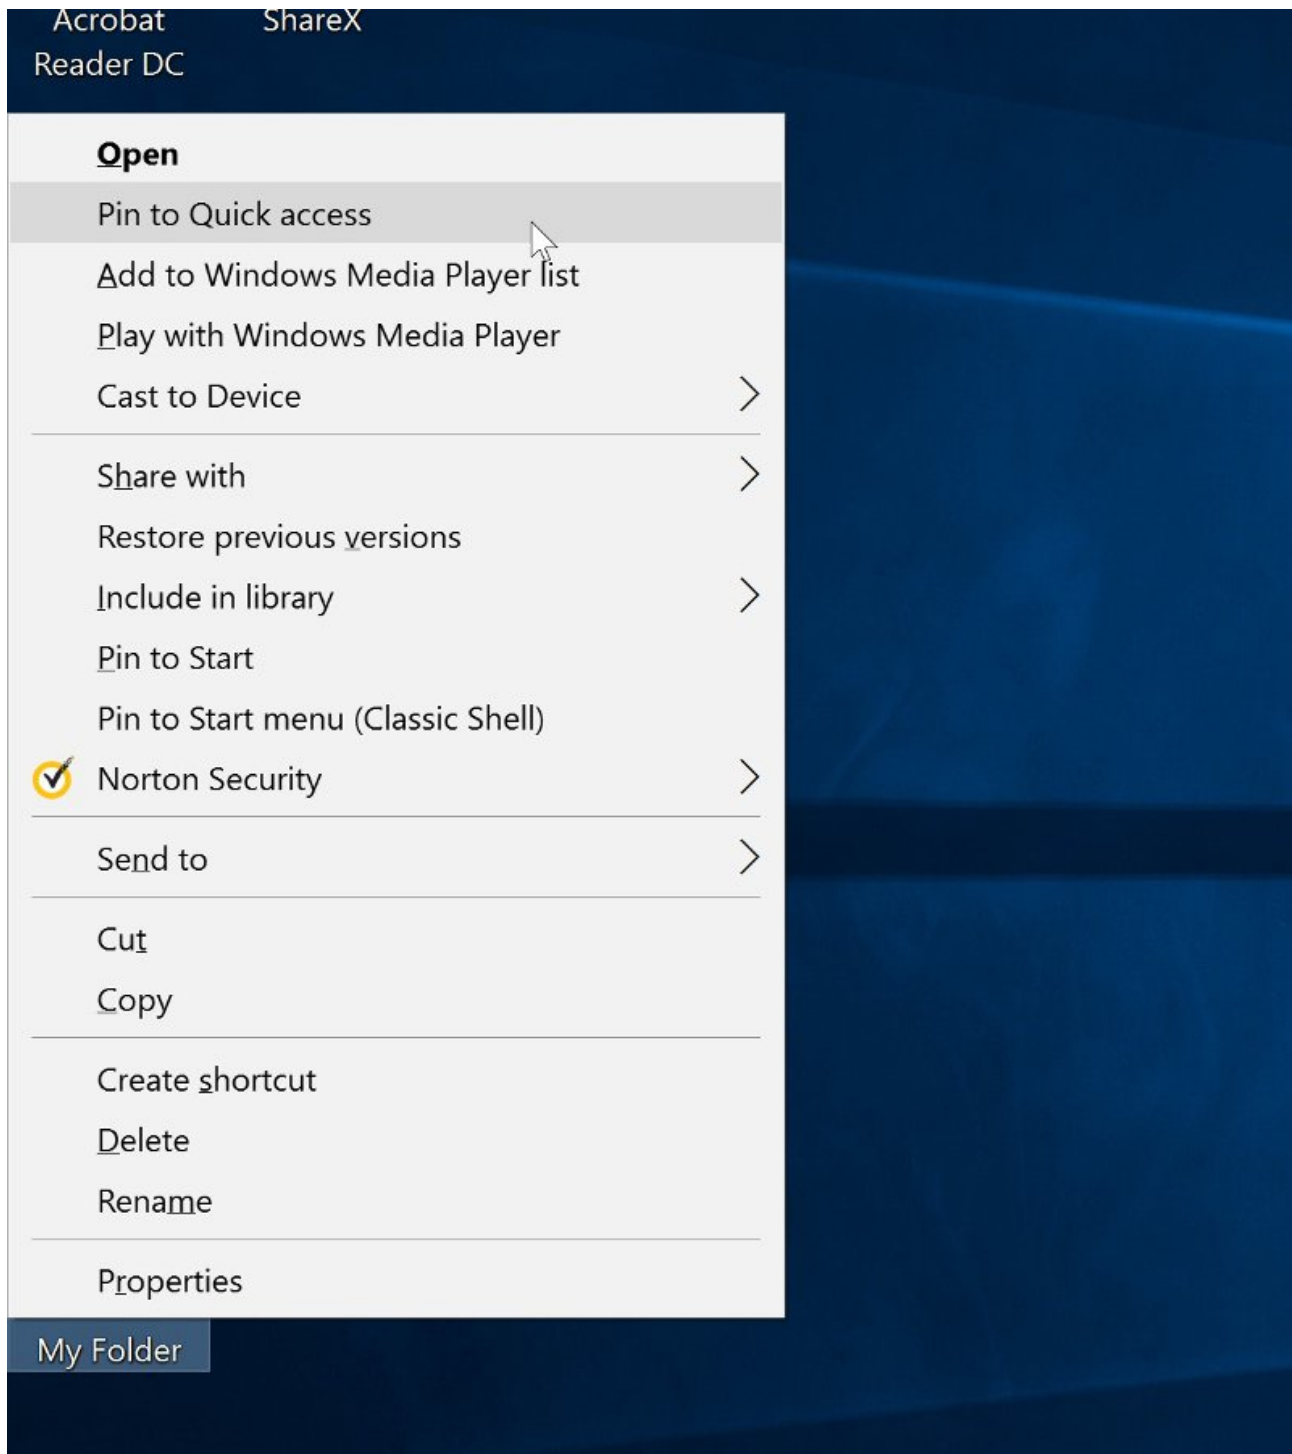 Acrobat
Reader DC
ShareX
Open
Pin to Quick access
Add to Windows Media Player list
Play with Windows Media Player
Cast to Device
Share with
Restore previous versions
Include in library
Pin to Start
Pin to Start menu (Classic Shell)
Norton Security
Send to
Cut
Copy
Create shortcut
Delete
Rename
Properties
My Folder